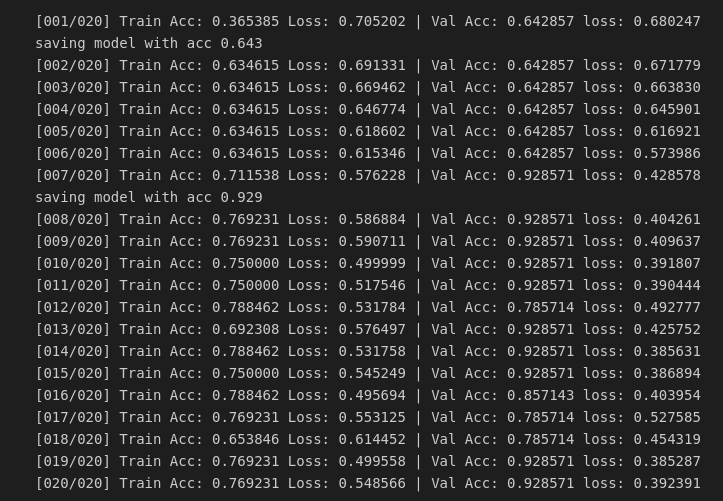 [001/020] Train Acc: 0.365385 Loss: 0.705202 | Val Acc: 0.642857 loss: 0.680247
saving model with acc 0.643
[002/020] Train Acc: 0.634615 Loss: 0.691331 | Val Acc: 0.642857 loss: 0.671779
[003/020] Train Acc: 0.634615 Loss: 0.669462 | Val Acc: 0.642857 loss: 0.663830
[004/020] Train Acc: 0.634615 Loss: 0.646774 | Val Acc: 0.642857 loss: 0.645901
[005/020] Train Acc: 0.634615 Loss: 0.618602 | Val Acc: 0.642857 loss: 0.616921
[006/020] Train Acc: 0.634615 Loss: 0.615346 | Val Acc: 0.642857 loss: 0.573986
[007/020] Train Acc: 0.711538 Loss: 0.576228 | Val Acc: 0.928571 loss: 0.428578
saving model with acc 0.929
[008/020] Train Acc: 0.769231 Loss: 0.586884 | Val Acc: 0.928571 loss: 0.404261
[009/020] Train Acc: 0.769231 Loss: 0.590711 | Val Acc: 0.928571 loss: 0.409637
[010/020] Train Acc: 0.750000 Loss: 0.499999 | Val Acc: 0.928571 loss: 0.391807
[011/020] Train Acc: 0.750000 Loss: 0.517546 | Val Acc: 0.928571 loss: 0.390444
[012/020] Train Acc: 0.788462 Loss: 0.531784 | Val Acc: 0.785714 loss: 0.492777
[013/020] Train Acc: 0.692308 Loss: 0.576497 | Val Acc: 0.928571 loss: 0.425752
[014/020] Train Acc: 0.788462 Loss: 0.531758 | Val Acc: 0.928571 loss: 0.385631
[015/020] Train Acc: 0.750000 Loss: 0.545249 | Val Acc: 0.928571 loss: 0.386894
[016/020] Train Acc: 0.788462 Loss: 0.495694 | Val Acc: 0.857143 loss: 0.403954
[017/020] Train Acc: 0.769231 Loss: 0.553125 | Val Acc: 0.785714 loss: 0.527585
[018/020] Train Acc: 0.653846 Loss: 0.614452 | Val Acc: 0.785714 loss: 0.454319
[019/020] Train Acc: 0.769231 Loss: 0.499558 | Val Acc: 0.928571 loss: 0.385287
[020/020] Train Acc: 0.769231 Loss: 0.548566 | Val Acc: 0.928571 loss: 0.392391